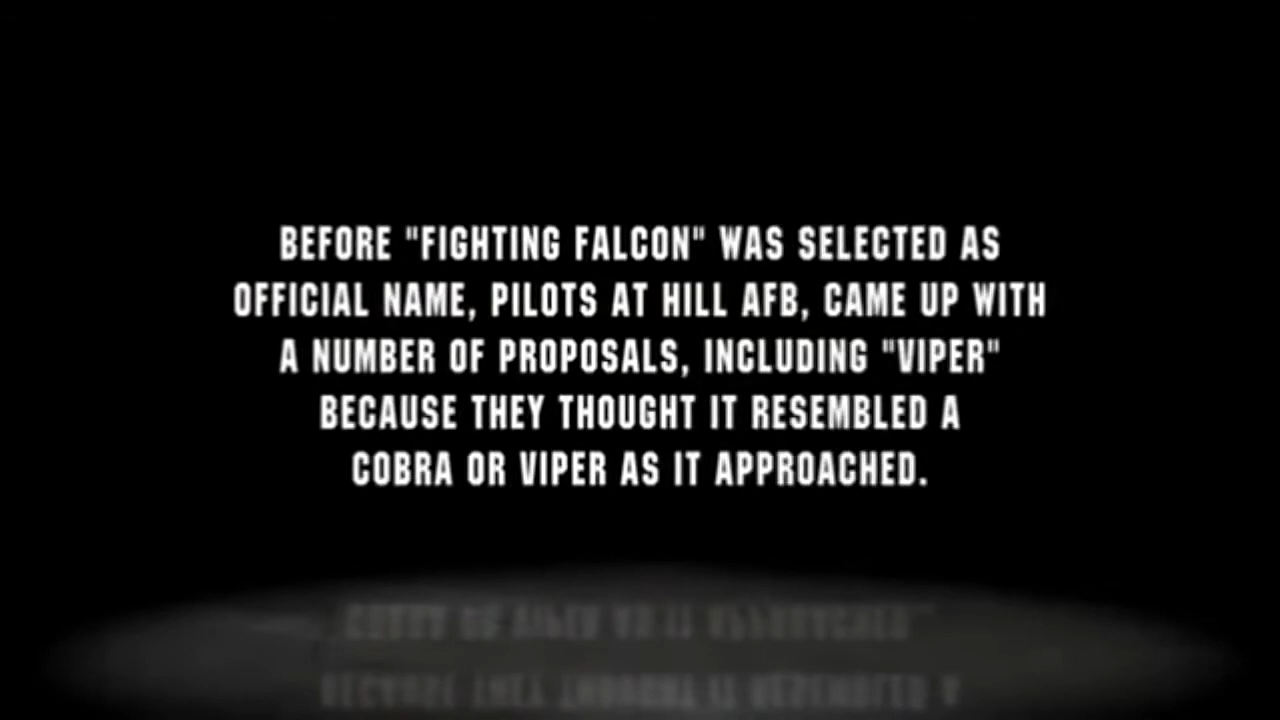 BEFORE "FIGHTING FALCON" WAS SELECTED AS
OFFICIAL NAME, PILOTS AT HILL AFB, CAME UP WITH
A NUMBER OF PROPOSALS, INCLUDING "VIPER"
BECAUSE THEY THOUGHT IT RESEMBLED A
COBRA OR VIPER AS IT APPROACHED.